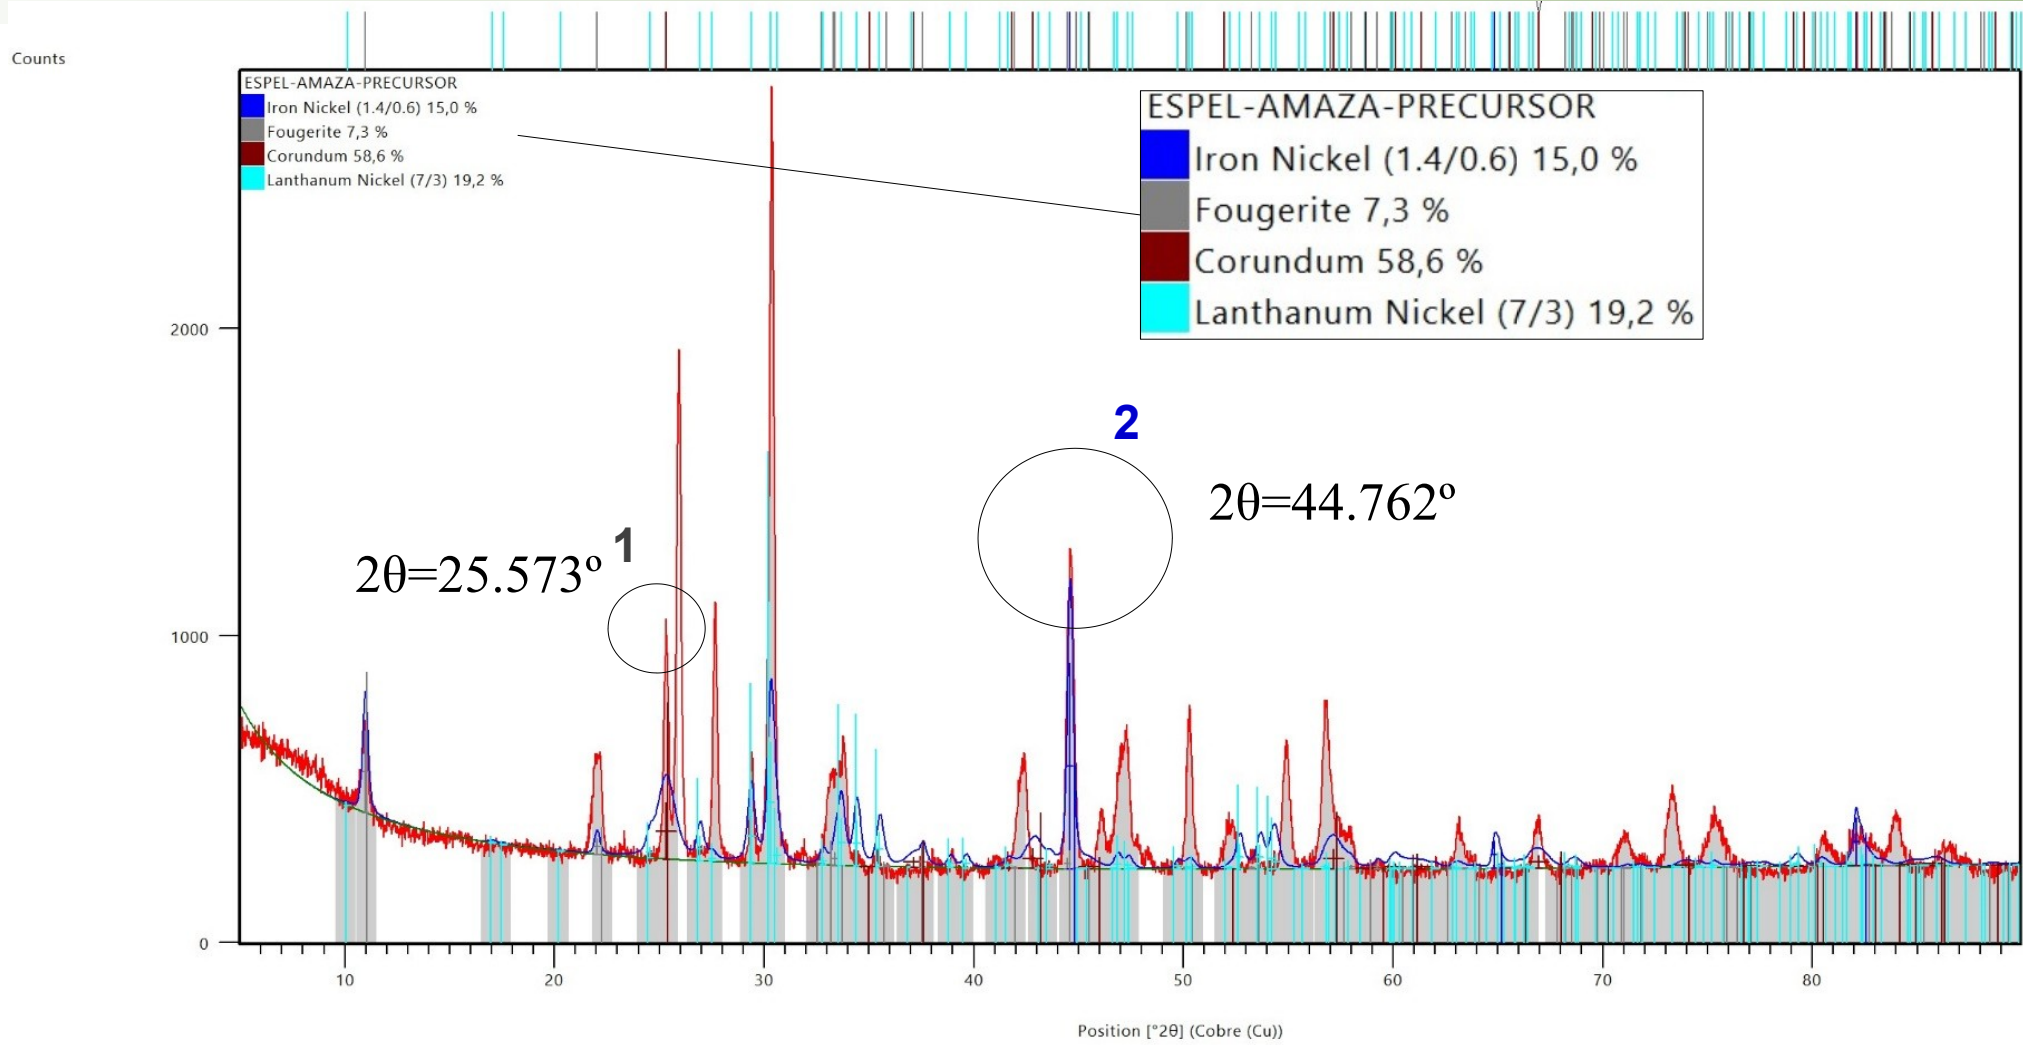 Counts
ESPEL-AMAZA-PRECURSOR
Iron Nickel (1.4/0.6) 15,0 %
Fougerite 7,3 %
Corundum 58,6 %
Lanthanum Nickel (7/3) 19,2 %
ESPEL-AMAZA-PRECURSOR
Iron Nickel (1.4/0.6) 15,0 %
Fougerite 7,3 %
Corundum 58,6 %
Lanthanum Nickel (7/3) 19,2 %
2000
2
2θ=44.762º
1
2θ=25.573º
1000
0
10 20 30 40 50 60 70 80
Position [°2θ] (Cobre (Cu))